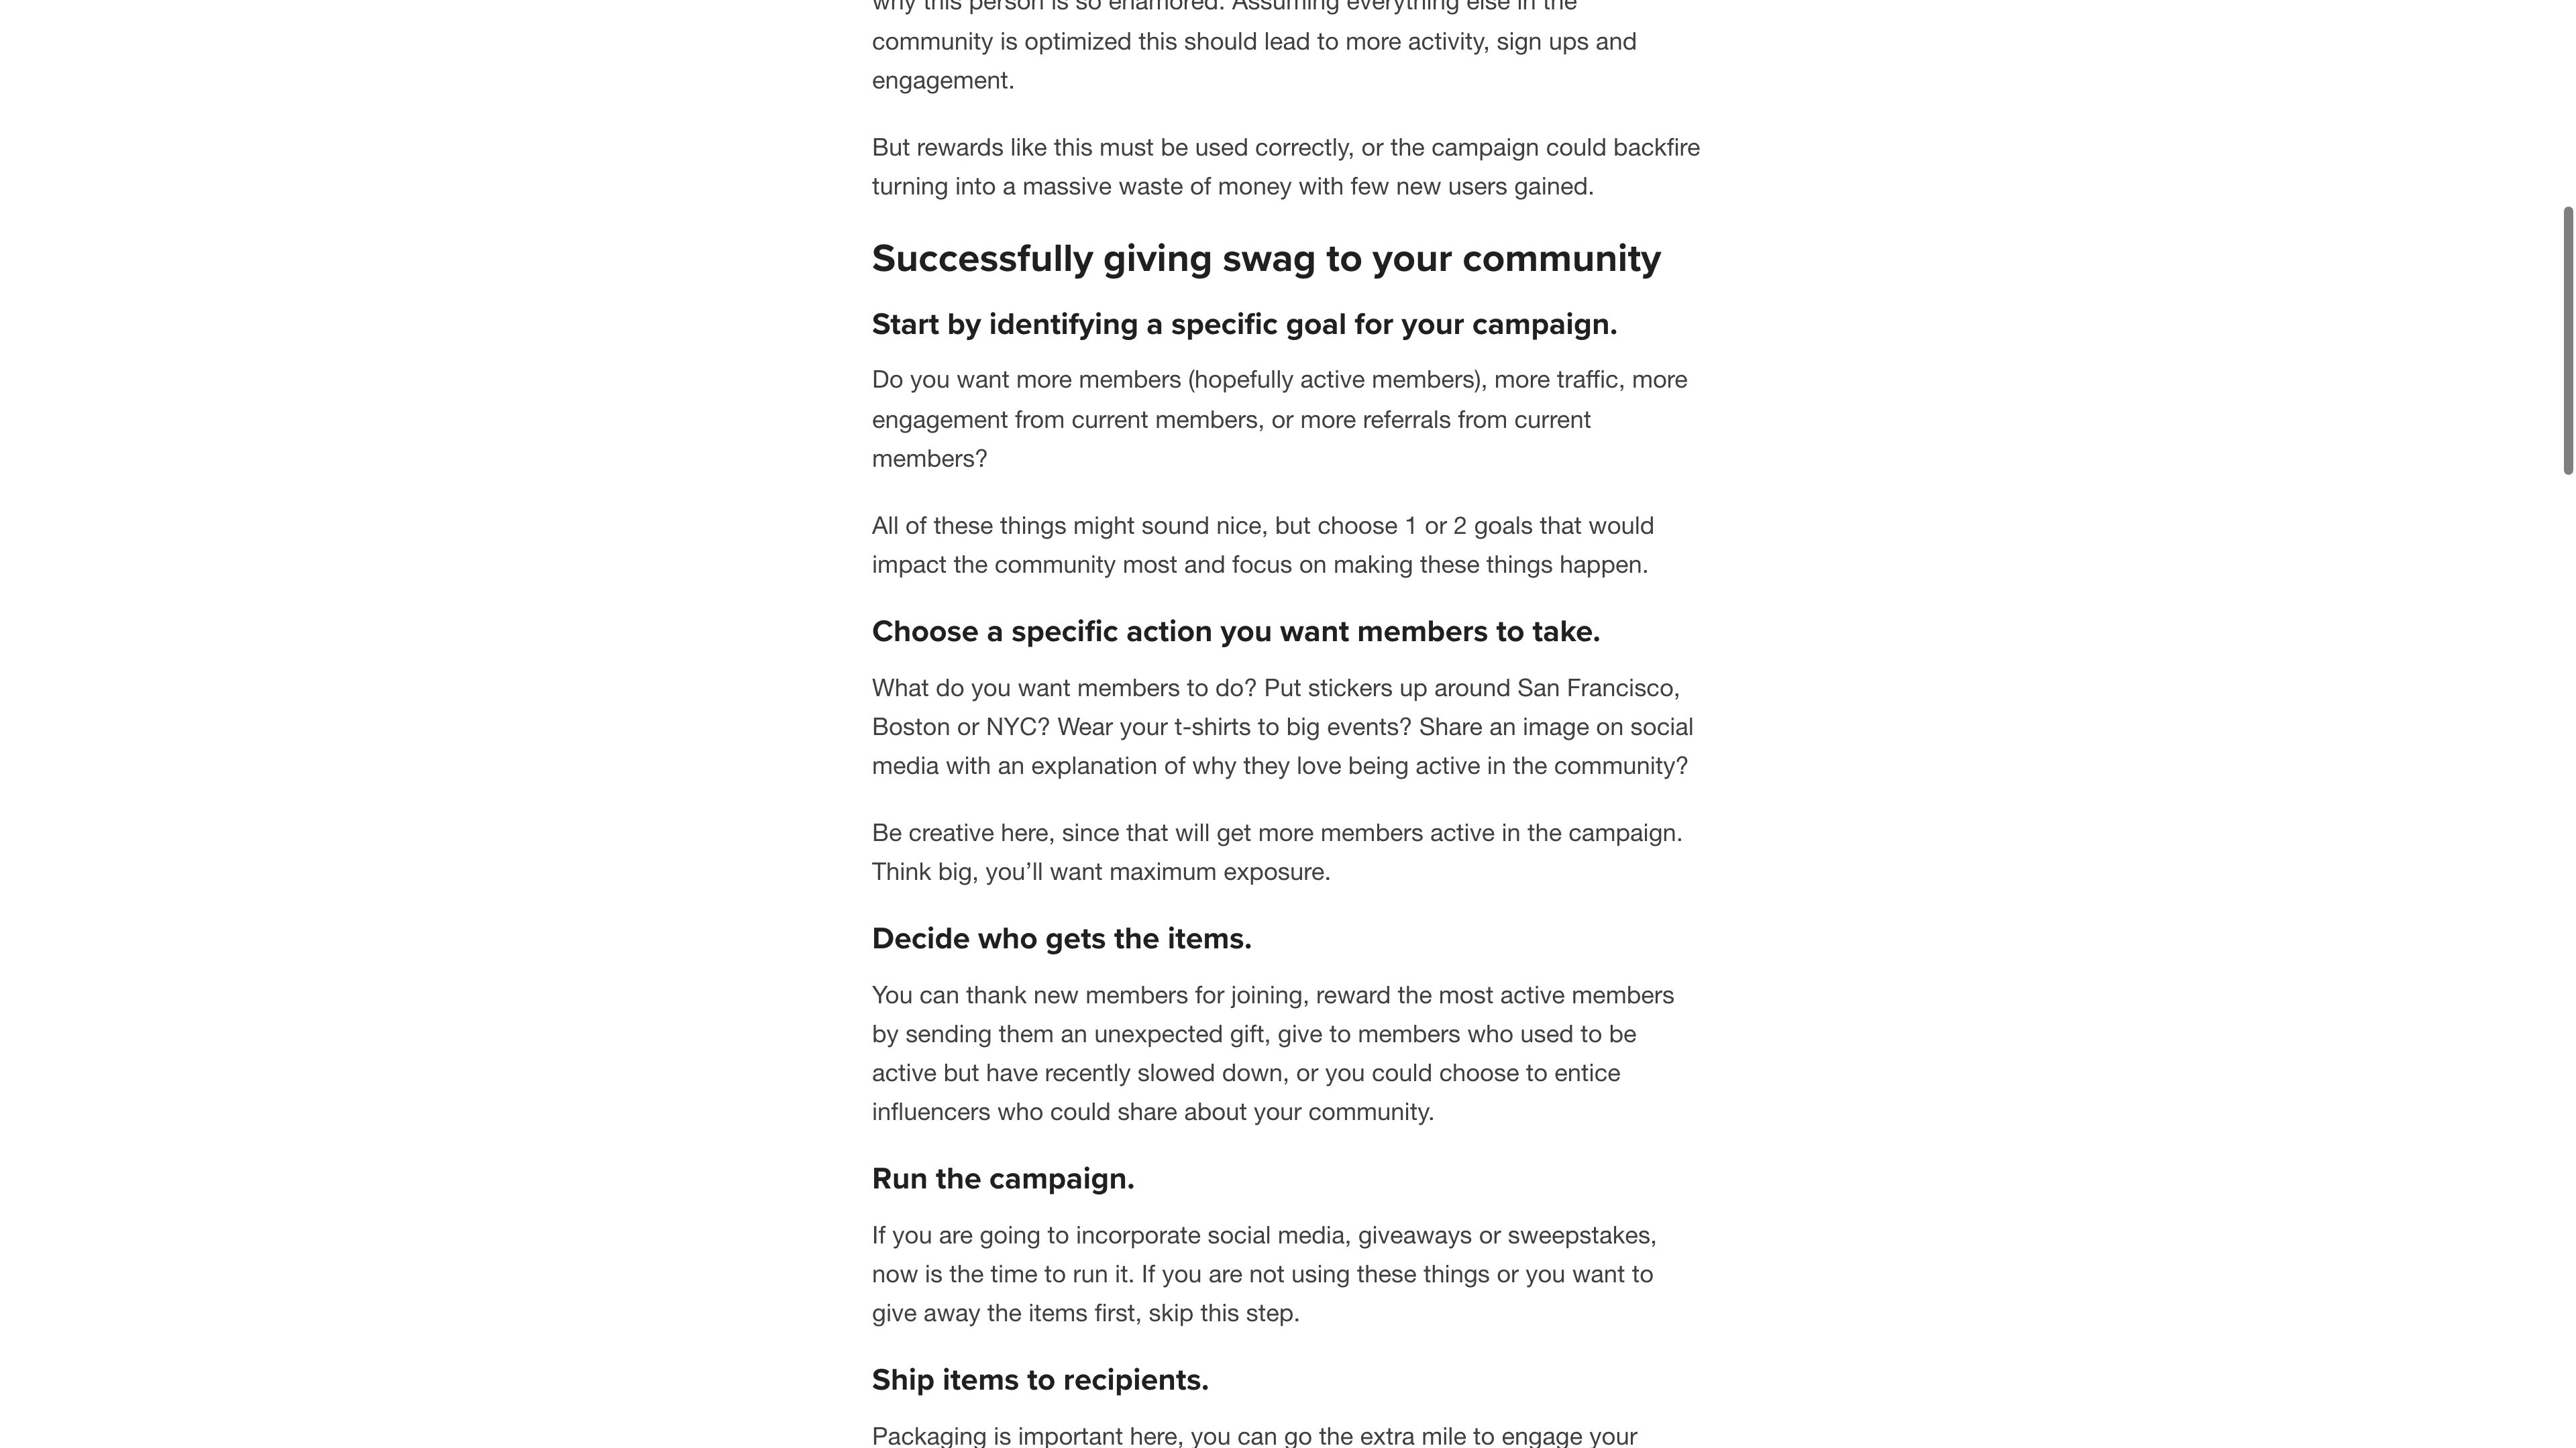 why this person is so enamored. Assuming everything else in the
community is optimized this should lead to more activity, sign ups and
engagement.
But rewards like this must be used correctly, or the campaign could backfire
turning into a massive waste of money with few new users gained.
Successfully giving swag to your community
Start by identifying a specific goal for your campaign.
Do you want more members (hopefully active members), more traffic, more
engagement from current members, or more referrals from current
members?
All of these things might sound nice, but choose 1 or 2 goals that would
impact the community most and focus on making these things happen.
Choose a specific action you want members to take.
What do you want members to do? Put stickers up around San Francisco,
Boston or NYC? Wear your t-shirts to big events? Share an image on social
media with an explanation of why they love being active in the community?
Be creative here, since that will get more members active in the campaign.
Think big, you’ll want maximum exposure.
Decide who gets the items.
You can thank new members for joining, reward the most active members
by sending them an unexpected gift, give to members who used to be
active but have recently slowed down, or you could choose to entice
influencers who could share about your community.
Run the campaign.
If you are going to incorporate social media, giveaways or sweepstakes,
now is the time to run it. If you are not using these things or you want to
give away the items first, skip this step.
Ship items to recipients.
Packaging is important here, you can go the extra mile to engage your